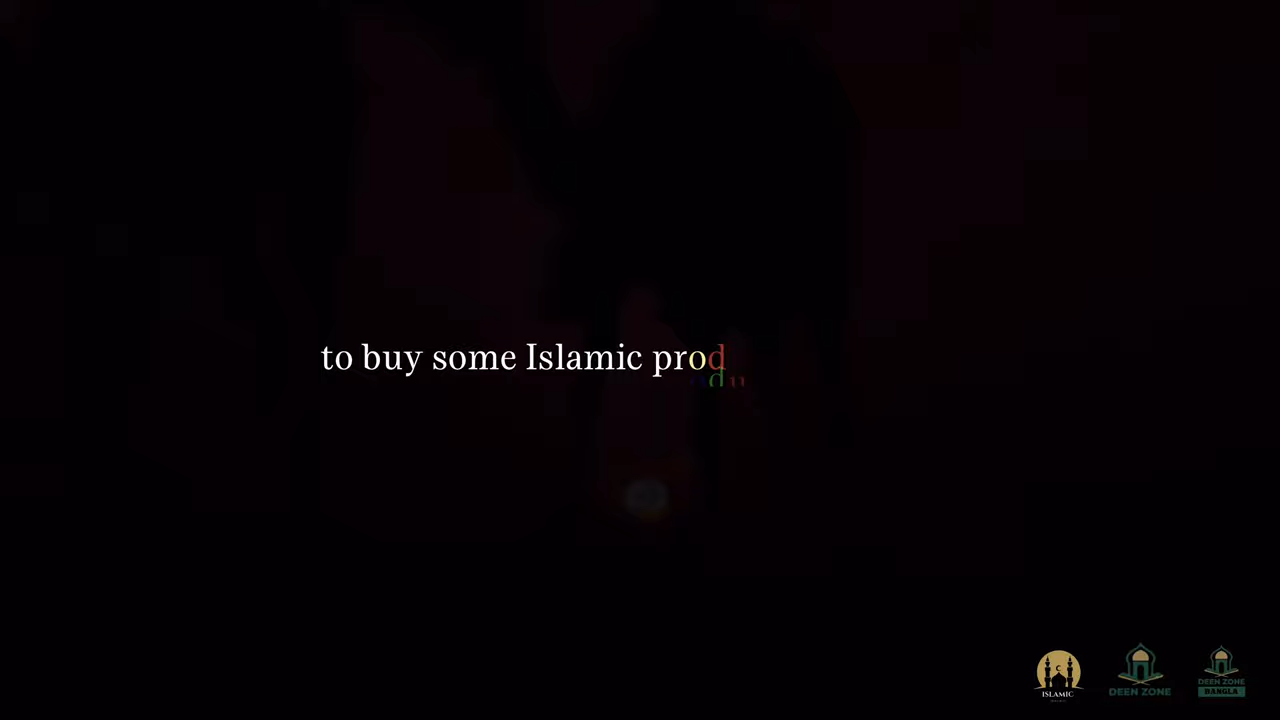 to buy some Islamic prod
ISLAMIC
DEEN ZONE
DEEN ZONE
BANGLA